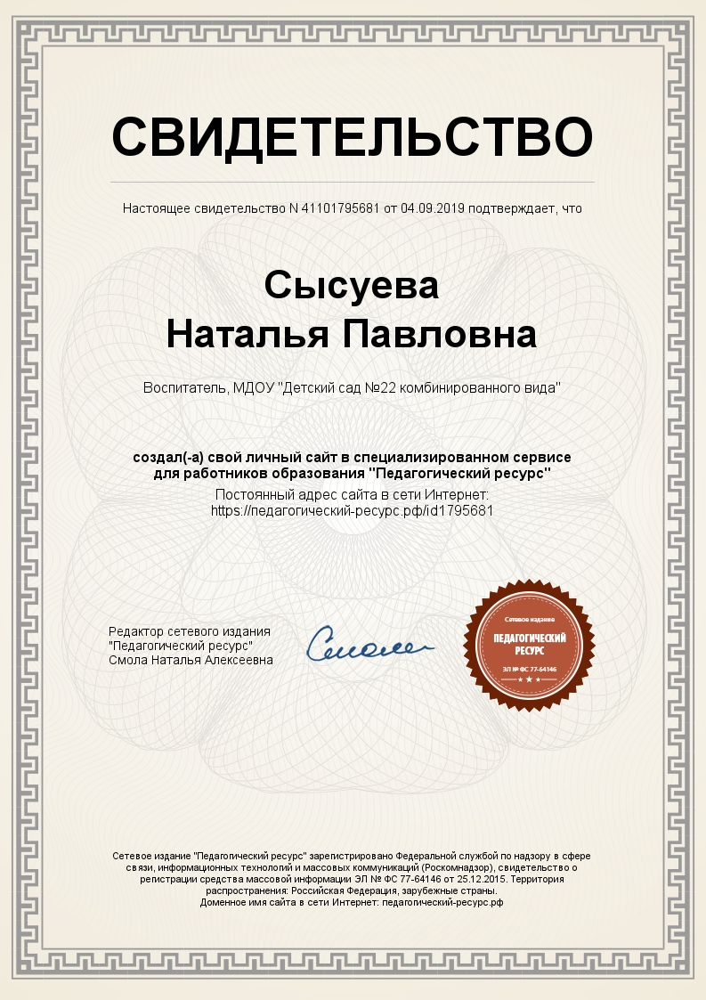 СВИДЕТЕЛЬСТВО
Настоящее свидетельство N 41101795681 от 04.09.2019 подтверждает, что
Сысуева
Наталья Павловна
Воспитатель, МДОУ "Детский сад №22 комбинированного вида"
создал(-а) свой личный сайт в специализированном сервисе
для работников образования "Педагогический ресурс"
Постоянный адрес сайта в сети Интернет:
https://педагогический-ресурс.рф/id1795681
Редактор сетевого издания
"Педагогический ресурс"
Смола Наталья Алексеевна
Смола
Сетевое издание
ПЕДАГОГИЧЕСКИЙ
РЕСУРС
ЭЛ № ФС 77-64146
Сетевое издание "Педагогический ресурс" зарегистрировано Федеральной службой по надзору в сфере
связи, информационных технологий и массовых коммуникаций (Роскомнадзор), свидетельство о
регистрации средства массовой информации ЭЛ № ФС 77-64146 от 25.12.2015. Территория
распространения: Российская Федерация, зарубежные страны.
Доменное имя сайта в сети Интернет: педагогический-ресурс.рф